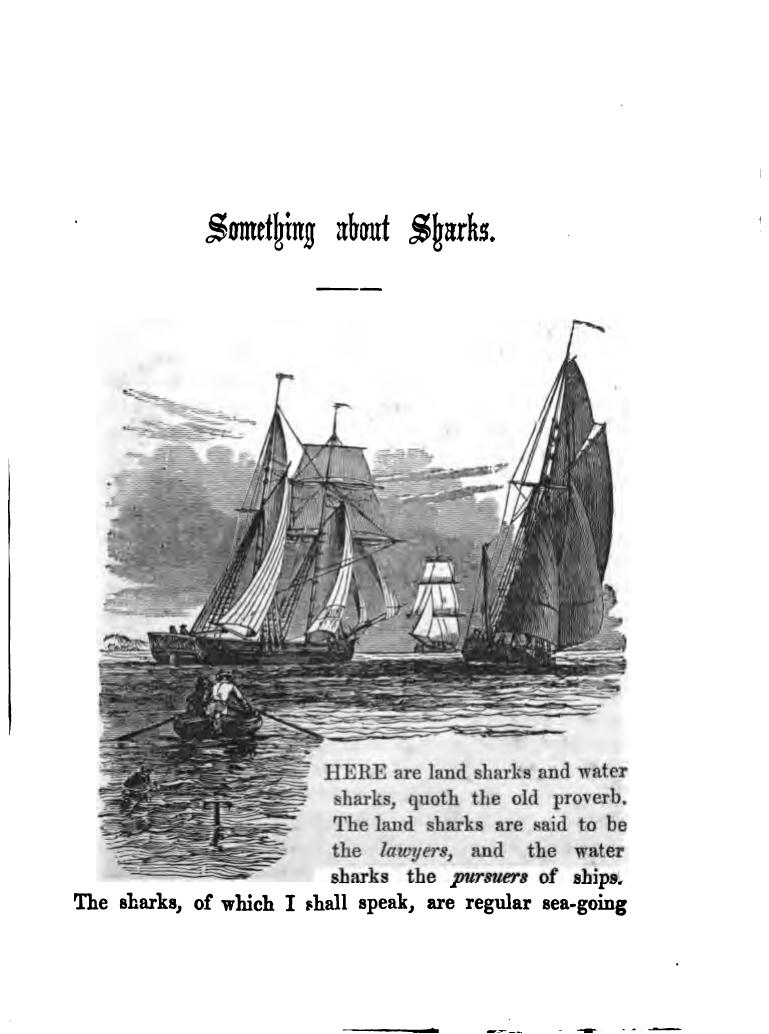 Something about Sharks.
HERE are land sharks and water
sharks, quoth the old proverb.
The land sharks are said to be
the lawyers, and the water
sharks the pursuers of ships.
The sharks, of which I shall speak, are regular sea-going